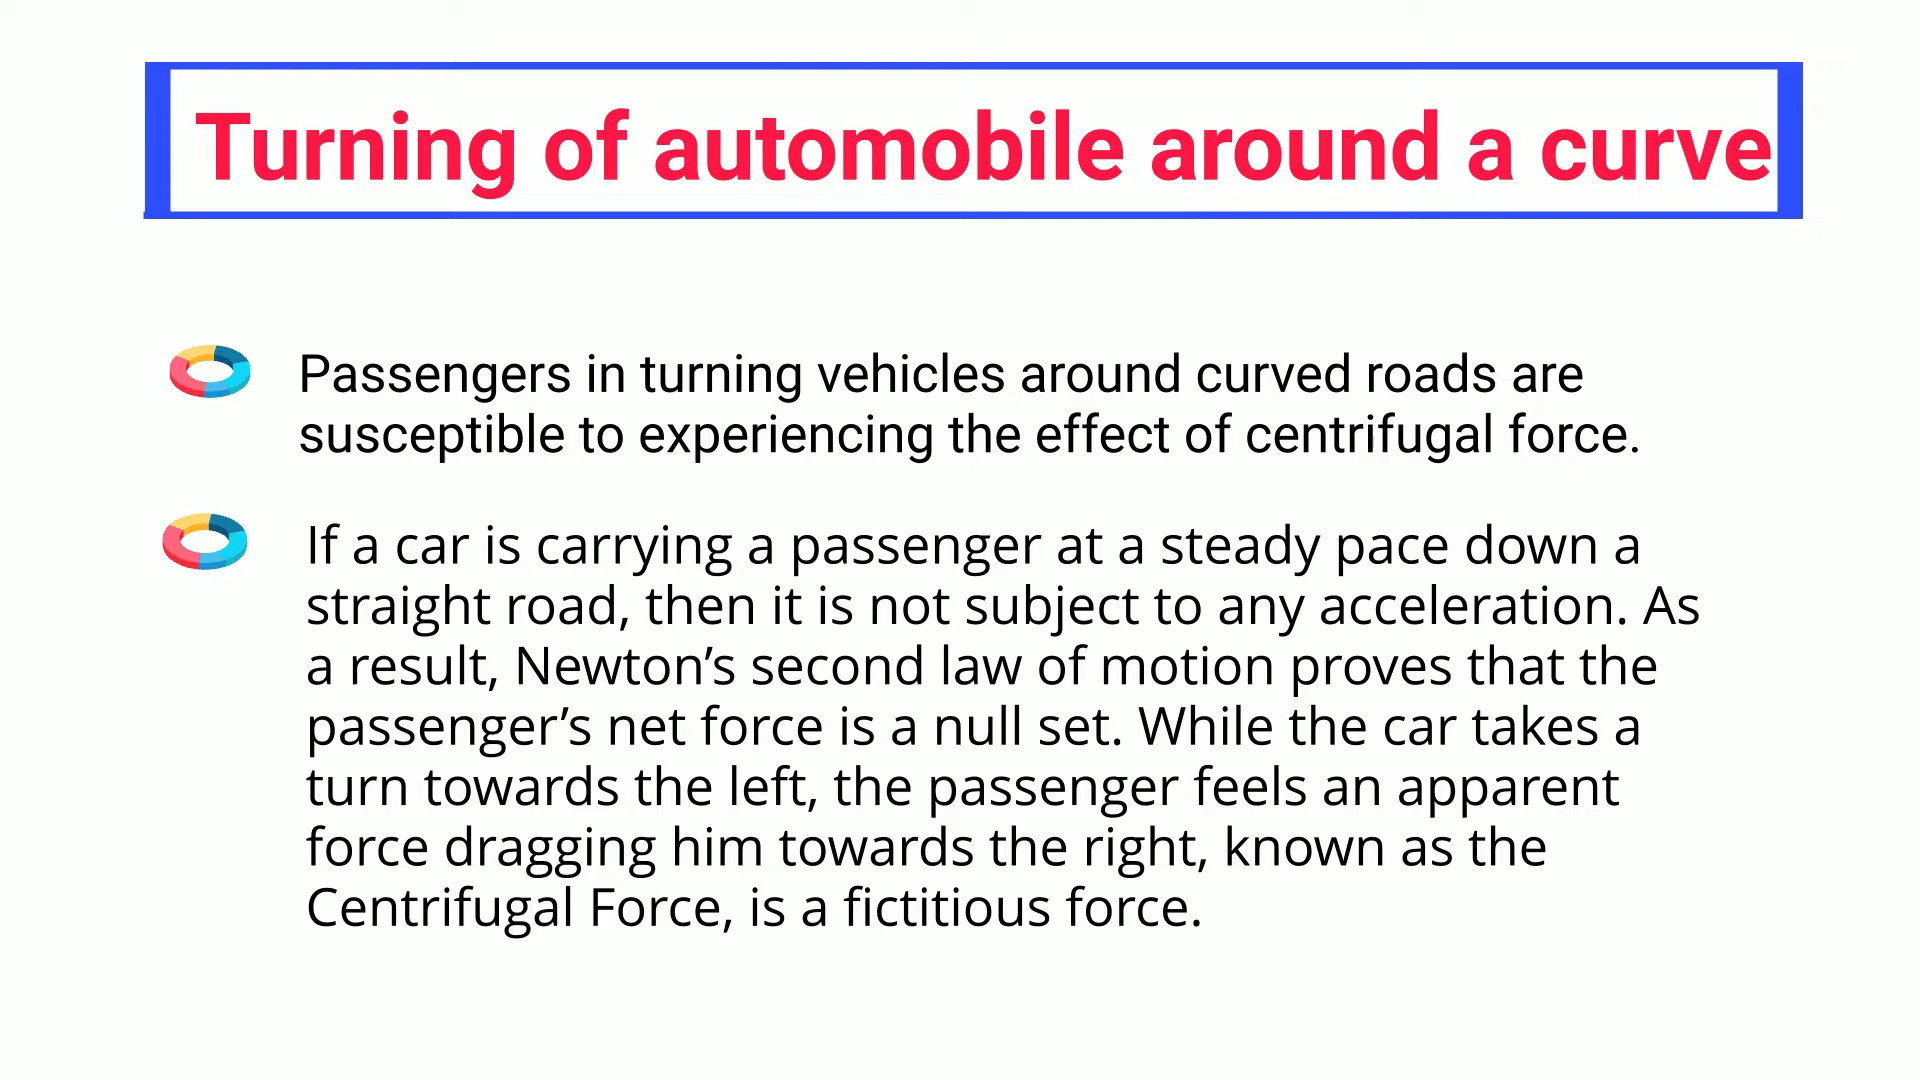 Turning of automobile around a curve
Passengers in turning vehicles around curved roads are
susceptible to experiencing the effect of centrifugal force.
If a car is carrying a passenger at a steady pace down a
straight road, then it is not subject to any acceleration. As
a result, Newton’s second law of motion proves that the
passenger’s net force is a null set. While the car takes a
turn towards the left, the passenger feels an apparent
force dragging him towards the right, known as the
Centrifugal Force, is a fictitious force.